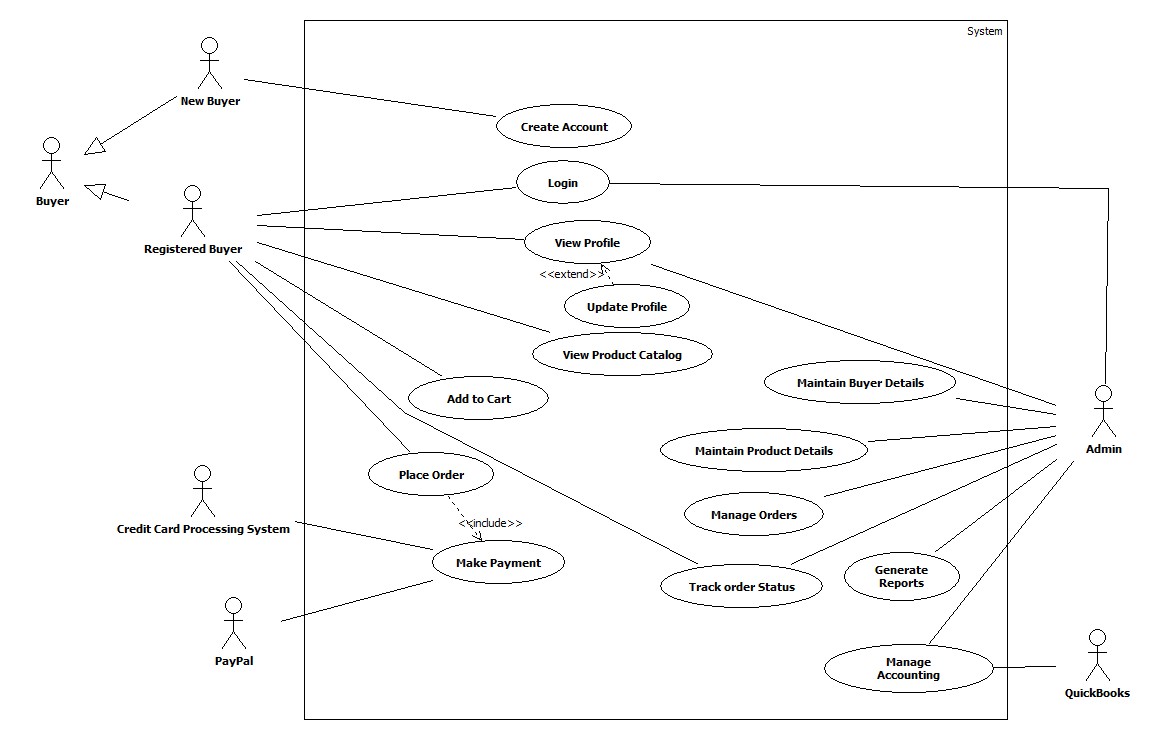 System
New Buyer
Create Account
Buyer
Login
Registered Buyer
View Profile
<<extend>>
Update Profile
View Product Catalog
Maintain Buyer Details
Add to Cart
Admin
Maintain Product Details
Place Order
Manage Orders
<<include>>
Credit Card Processing System
Make Payment
Generate
Reports
Track order Status
PayPal
Manage
Accounting
QuickBooks